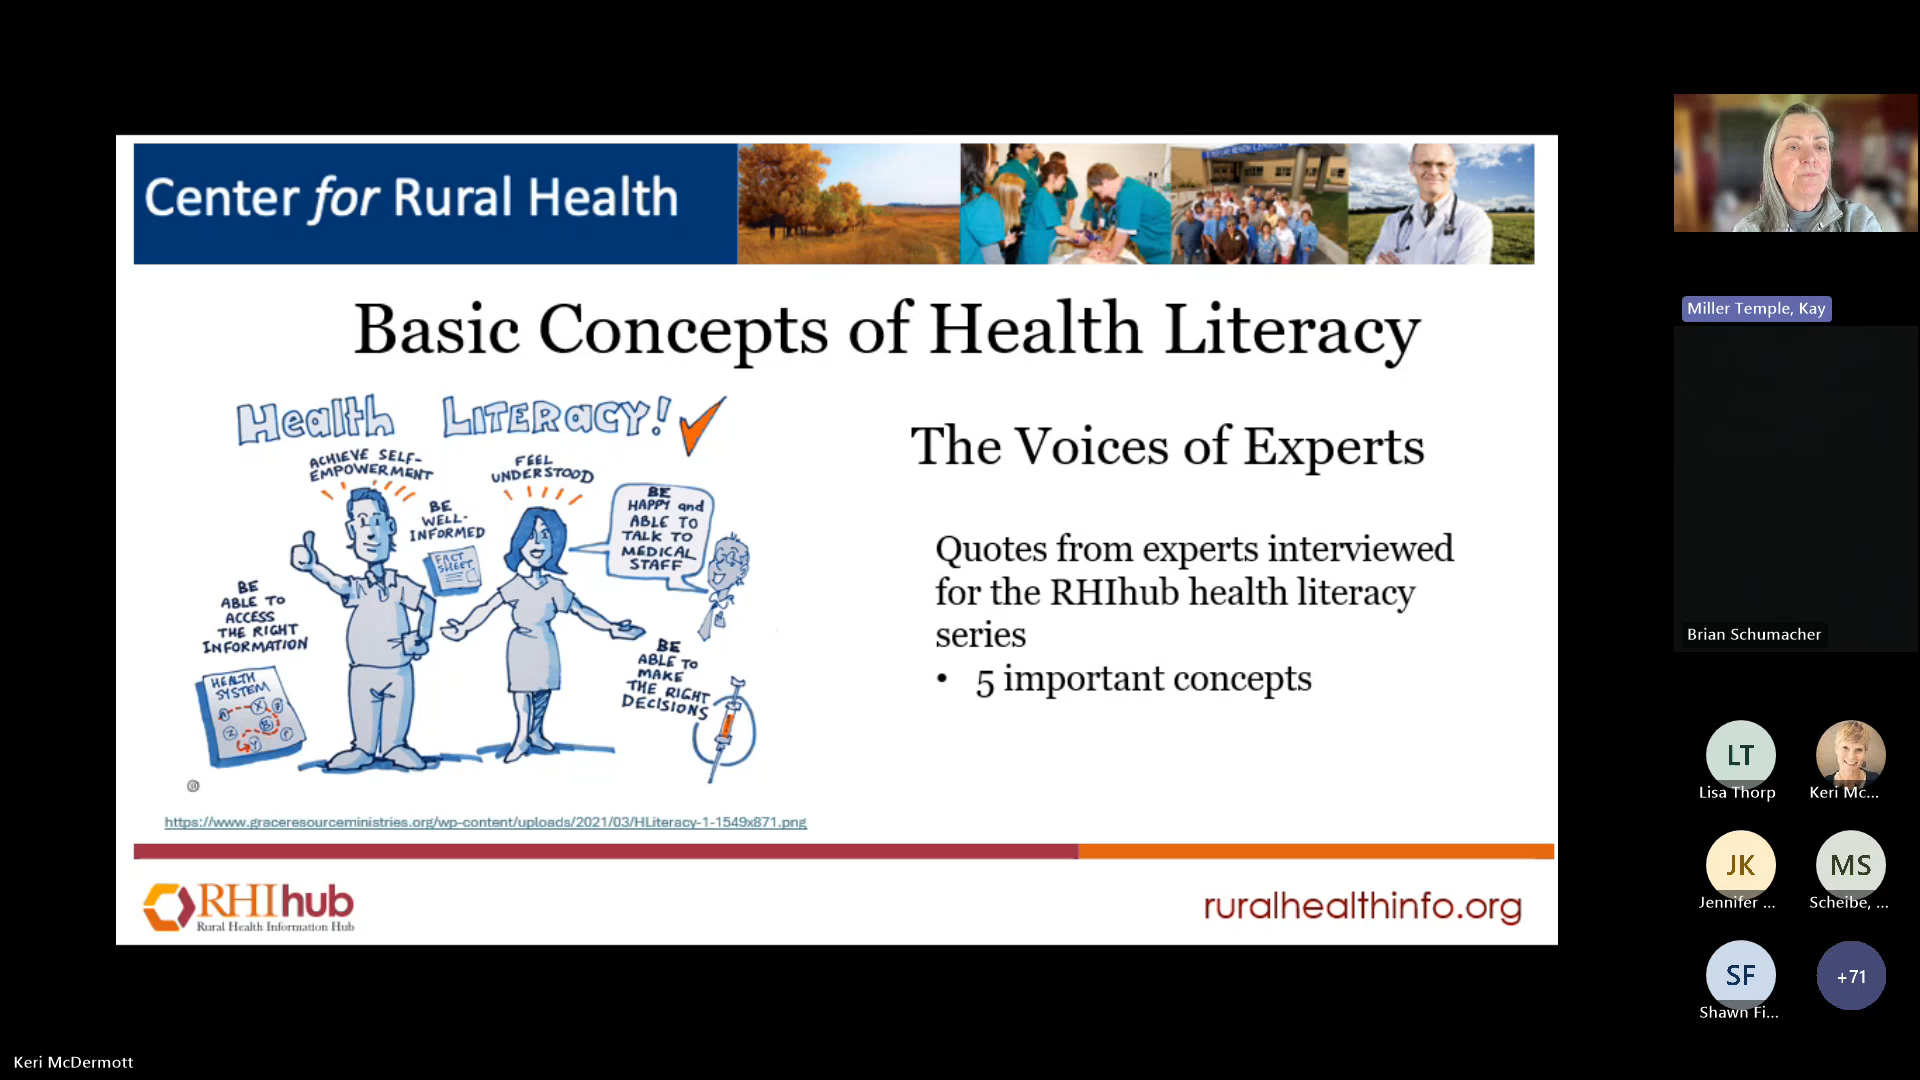 Center for Rural Health
Basic Concepts of Health Literacy
Health LITERACY!
ACHIEVE SELF-
EMPOWERMENT
FEEL
UNDERSTOOD
BE
WELL-
INFORMED
FACT
SHEET
BE
HAPPY and
ABLE TO
TALK TO
MEDICAL
STAFF
BE
ABLE TO
ACCESS
THE RIGHT
INFORMATION
HEALTH
SYSTEM
BE
ABLE TO
MAKE
THE RIGHT
DECISIONS
The Voices of Experts
Quotes from experts interviewed
for the RHIhub health literacy
series
• 5 important concepts
https://www.graceresourceministries.org/wp-content/uploads/2021/03/HLiteracy-1-1549x871.png
RHIhub
Rural Health Information Hub
ruralhealthinfo.org
Miller Temple, Kay
Brian Schumacher
LT
Lisa Thorp
Keri Mc...
JK
Jennifer ...
MS
Scheibe, ...
SF
Shawn Fi...
+71
Keri McDermott